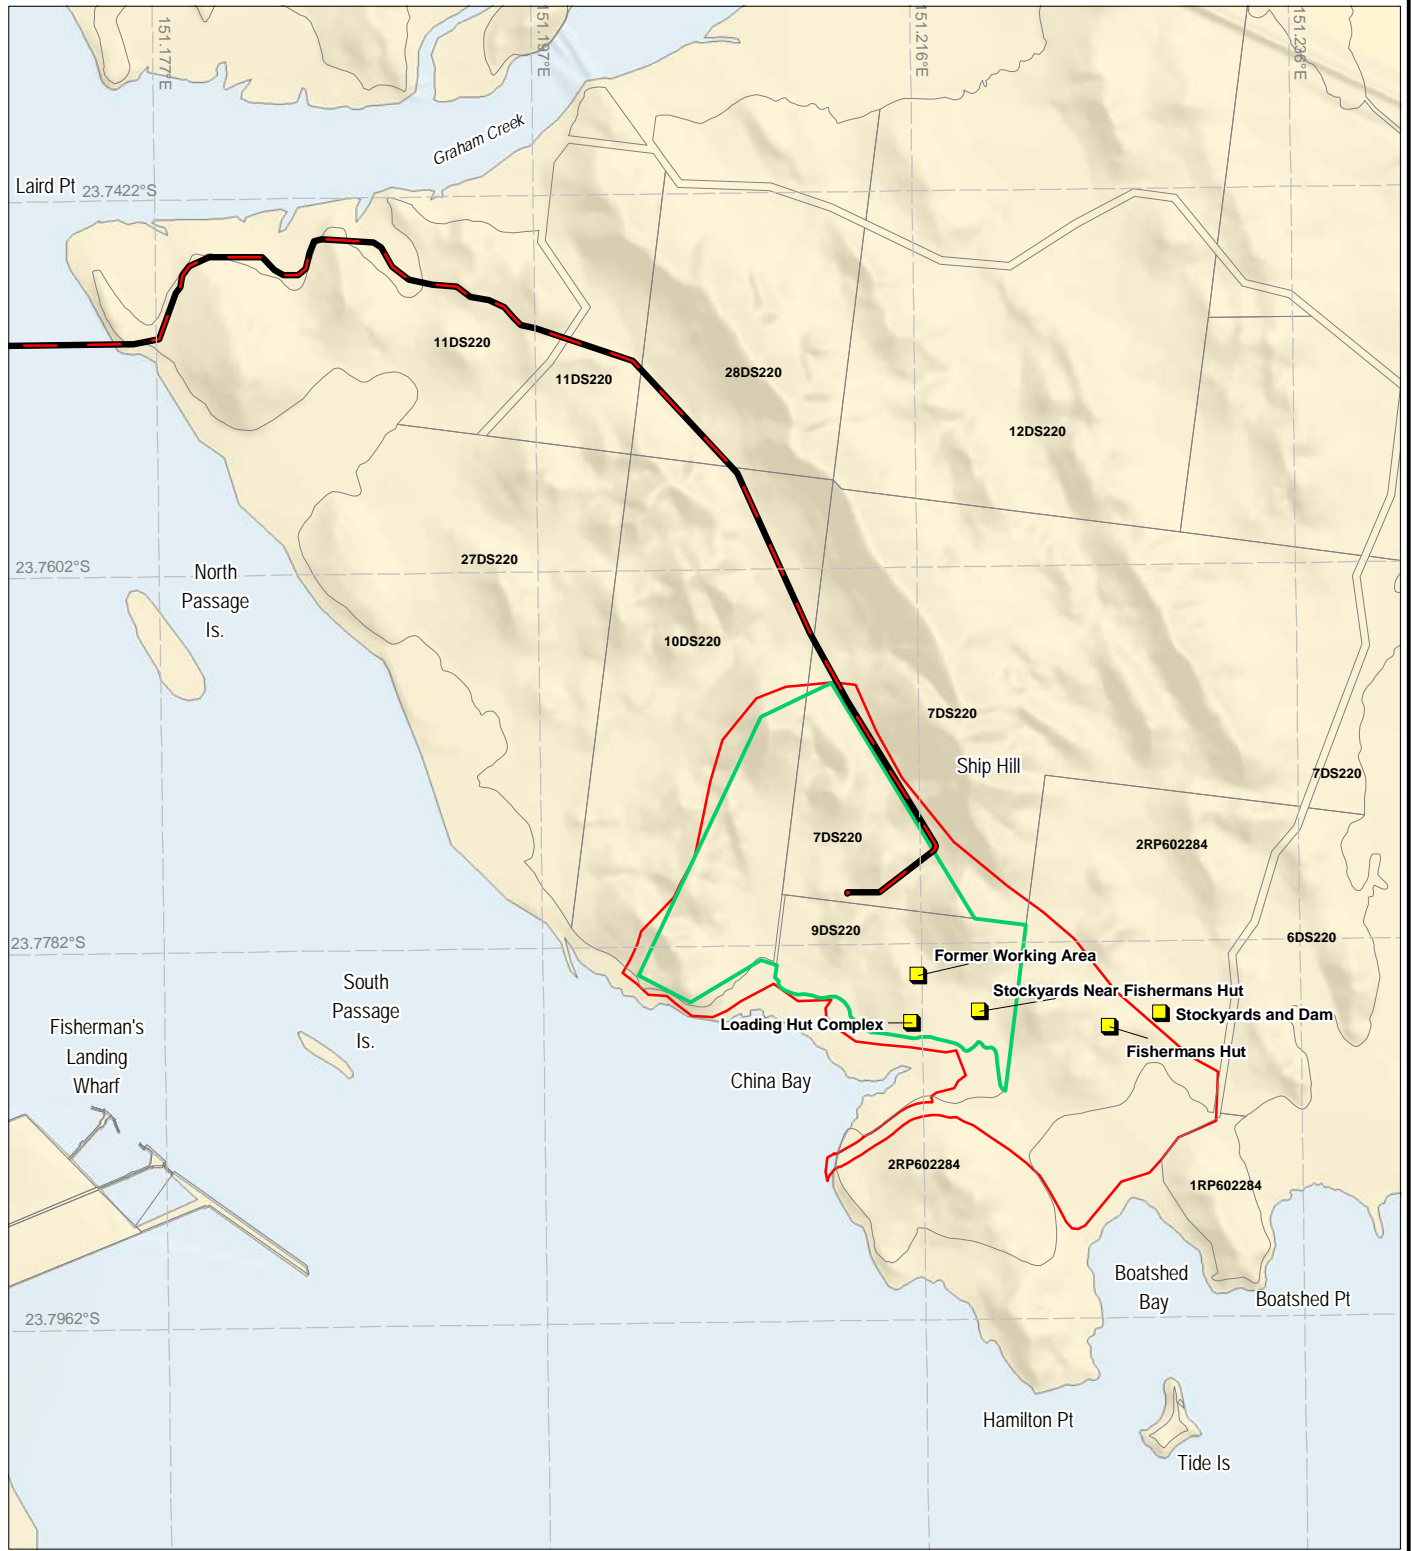 151.177°E
151.197°E
151.216°E
151.236°E
Graham Creek
Laird Pt
23.7422°S
11DS220
11DS220
28DS220
12DS220
27DS220
23.7602°S
North
Passage
Is.
10DS220
7DS220
Ship Hill
7DS220
7DS220
2RP602284
9DS220
6DS220
23.7782°S
Former Working Area
Stockyards Near Fishermans Hut
South
Passage
Is.
Loading Hut Complex
Stockyards and Dam
Fishermans Hut
Fisherman's
Landing
Wharf
China Bay
2RP602284
1RP602284
Boatshed
Bay
Boatshed Pt
23.7962°S
Hamilton Pt
Tide Is